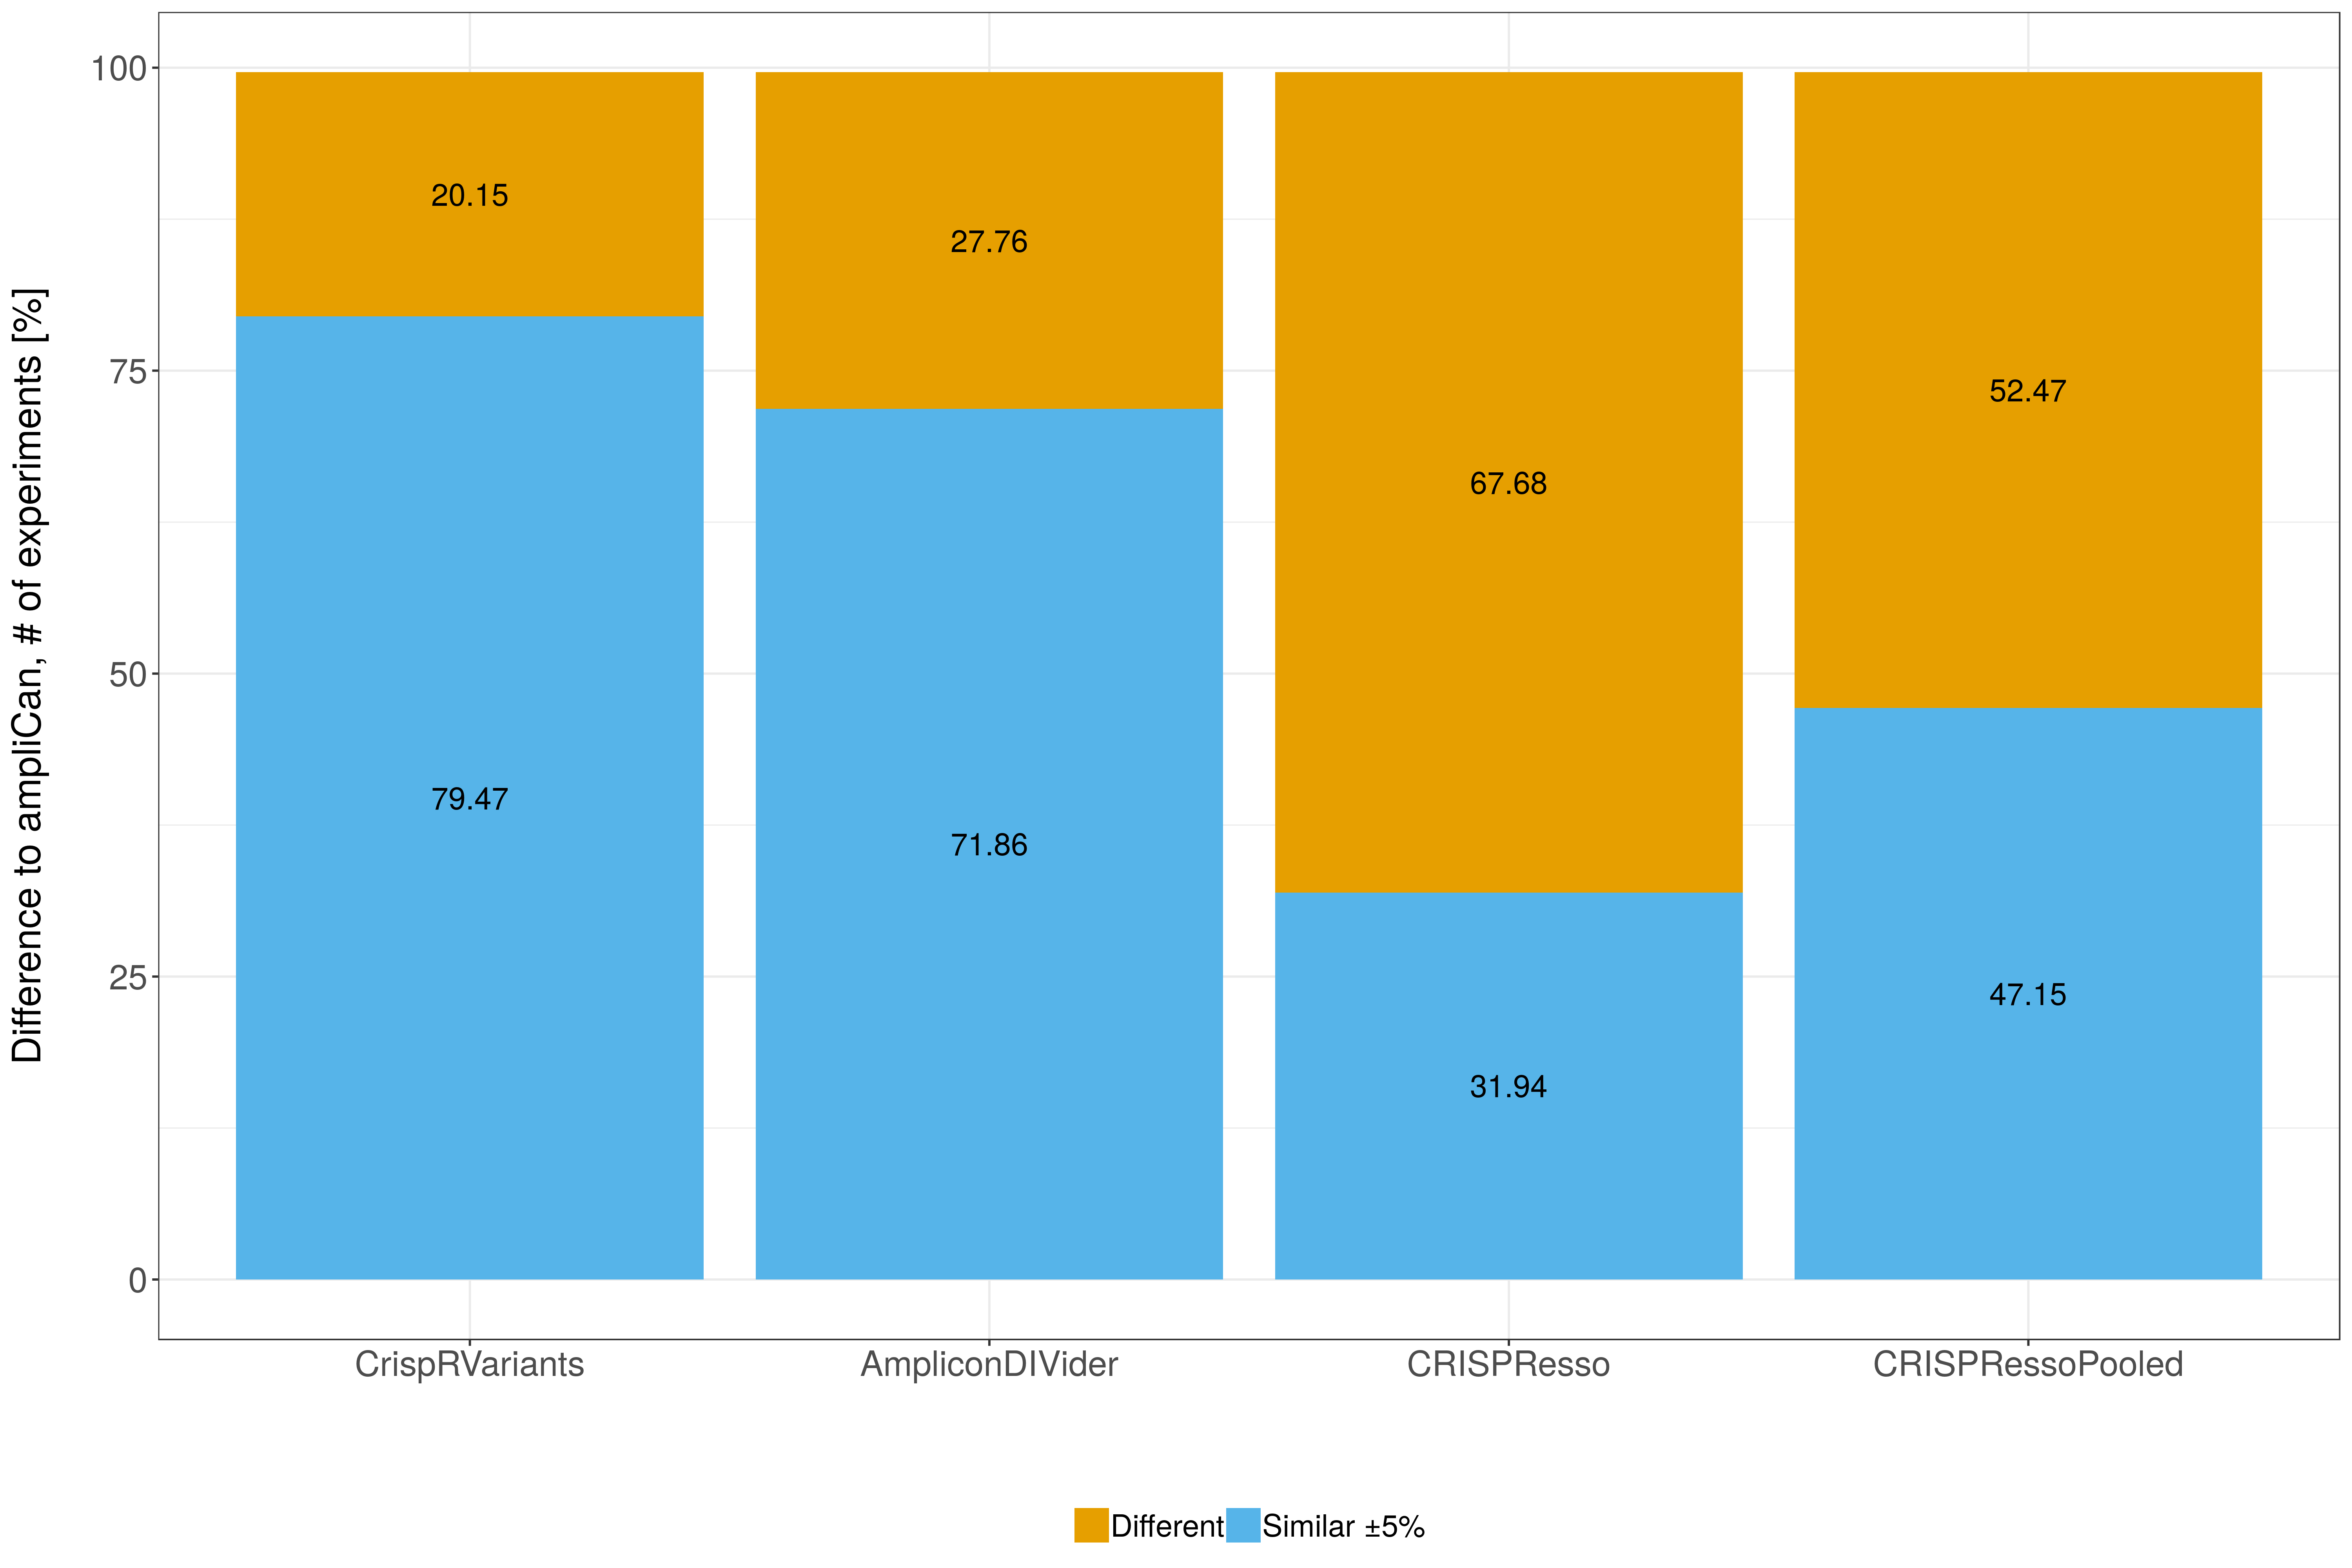 Difference to ampliCan, # of experiments [%]
100
75
50
25
0
20.15
27.76
67.68
52.47
79.47
71.86
31.94
47.15
CrispRVariants
AmpliconDIVider
CRISPResso
CRISPRessoPooled
Different
Similar ±5%